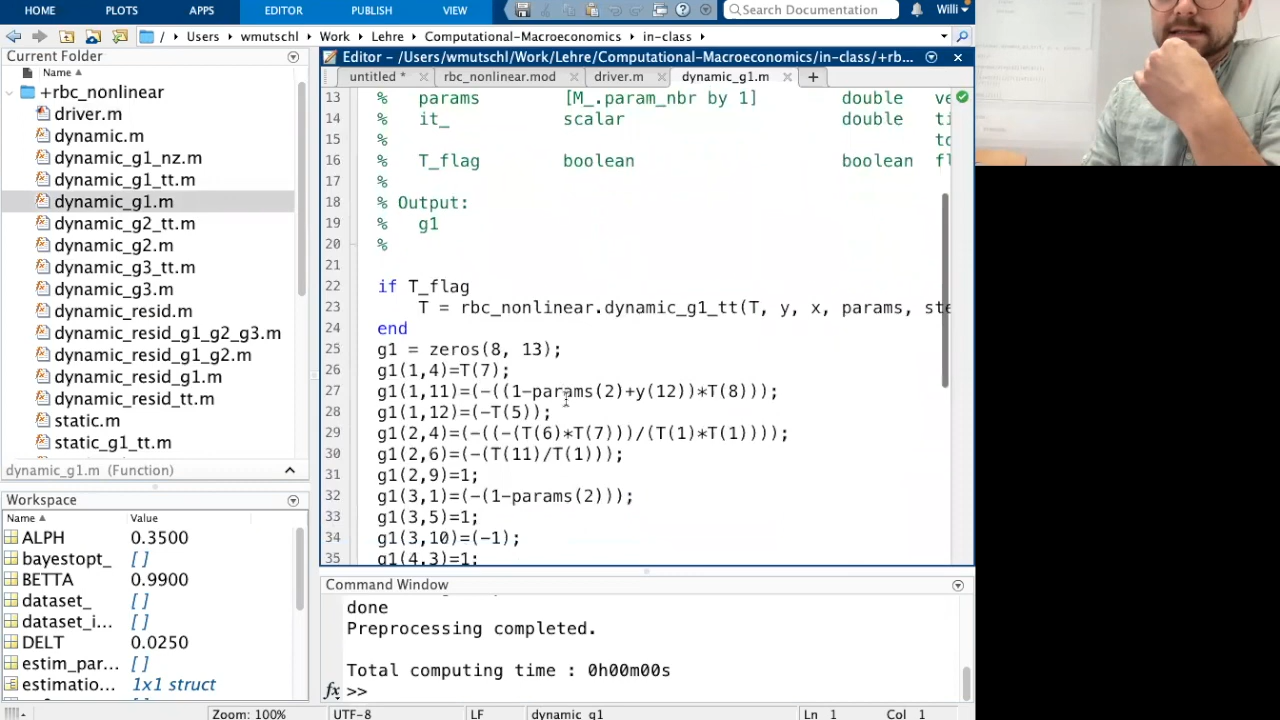 HOME PLOTS APPS EDITOR PUBLISH VIEW Search Documentation Willi
/ Users wmutschl Work Lehre Computational-Macroeconomics in-class
Current Folder
Name
+rbc_nonlinear
driver.m
dynamic.m
dynamic_g1_nz.m
dynamic_g1_tt.m
dynamic_g1.m
dynamic_g2_tt.m
dynamic_g2.m
dynamic_g3_tt.m
dynamic_g3.m
dynamic_resid.m
dynamic_resid_g1_g2_g3.m
dynamic_resid_g1_g2.m
dynamic_resid_g1.m
dynamic_resid_tt.m
static.m
static_g1_tt.m
dynamic_g1.m (Function)
Workspace
Name Value
ALPH 0.3500
bayestopt_ [ ]
BETTA 0.9900
dataset_ [ ]
dataset_i... [ ]
DELT 0.0250
estim_par... [ ]
estimatio... 1x1 struct
Editor - /Users/wmutschl/Work/Lehre/Computational-Macroeconomics/in-class/+rb...
untitled * rbc_nonlinear.mod driver.m dynamic_g1.m
13 % params [M_.param_nbr by 1] double ve
14 % it_ scalar double ti
15 % to
16 % T_flag boolean boolean fl
17 %
18 % Output:
19 % g1
20 %
21
22 if T_flag
23 T = rbc_nonlinear.dynamic_g1_tt(T, y, x, params, ste
24 end
25 g1 = zeros(8, 13);
26 g1(1,4)=T(7);
27 g1(1,11)=(-((1-params(2)+y(12))*T(8)));
28 g1(1,12)=(-T(5));
29 g1(2,4)=(-((-(T(6)*T(7)))/(T(1)*T(1))));
30 g1(2,6)=(-(T(11)/T(1)));
31 g1(2,9)=1;
32 g1(3,1)=(-(1-params(2)));
33 g1(3,5)=1;
34 g1(3,10)=(-1);
35 g1(4,3)=1;
Command Window
done
Preprocessing completed.
Total computing time : 0h00m00s
fx >>
Zoom: 100% UTF-8 LF dynamic_g1 Ln 1 Col 1